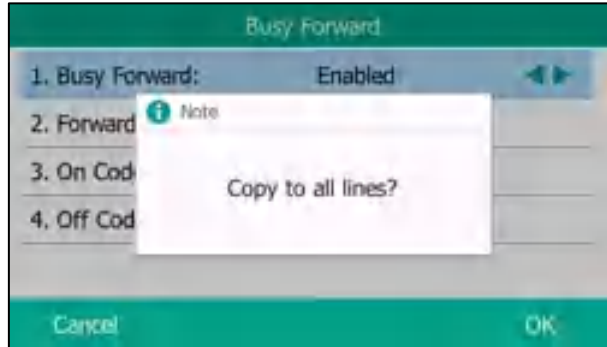 Busy Forward
1. Busy Forward: Enabled
2. Forward
3. On Cod
4. Off Cod
Note
Copy to all lines?
Cancel OK